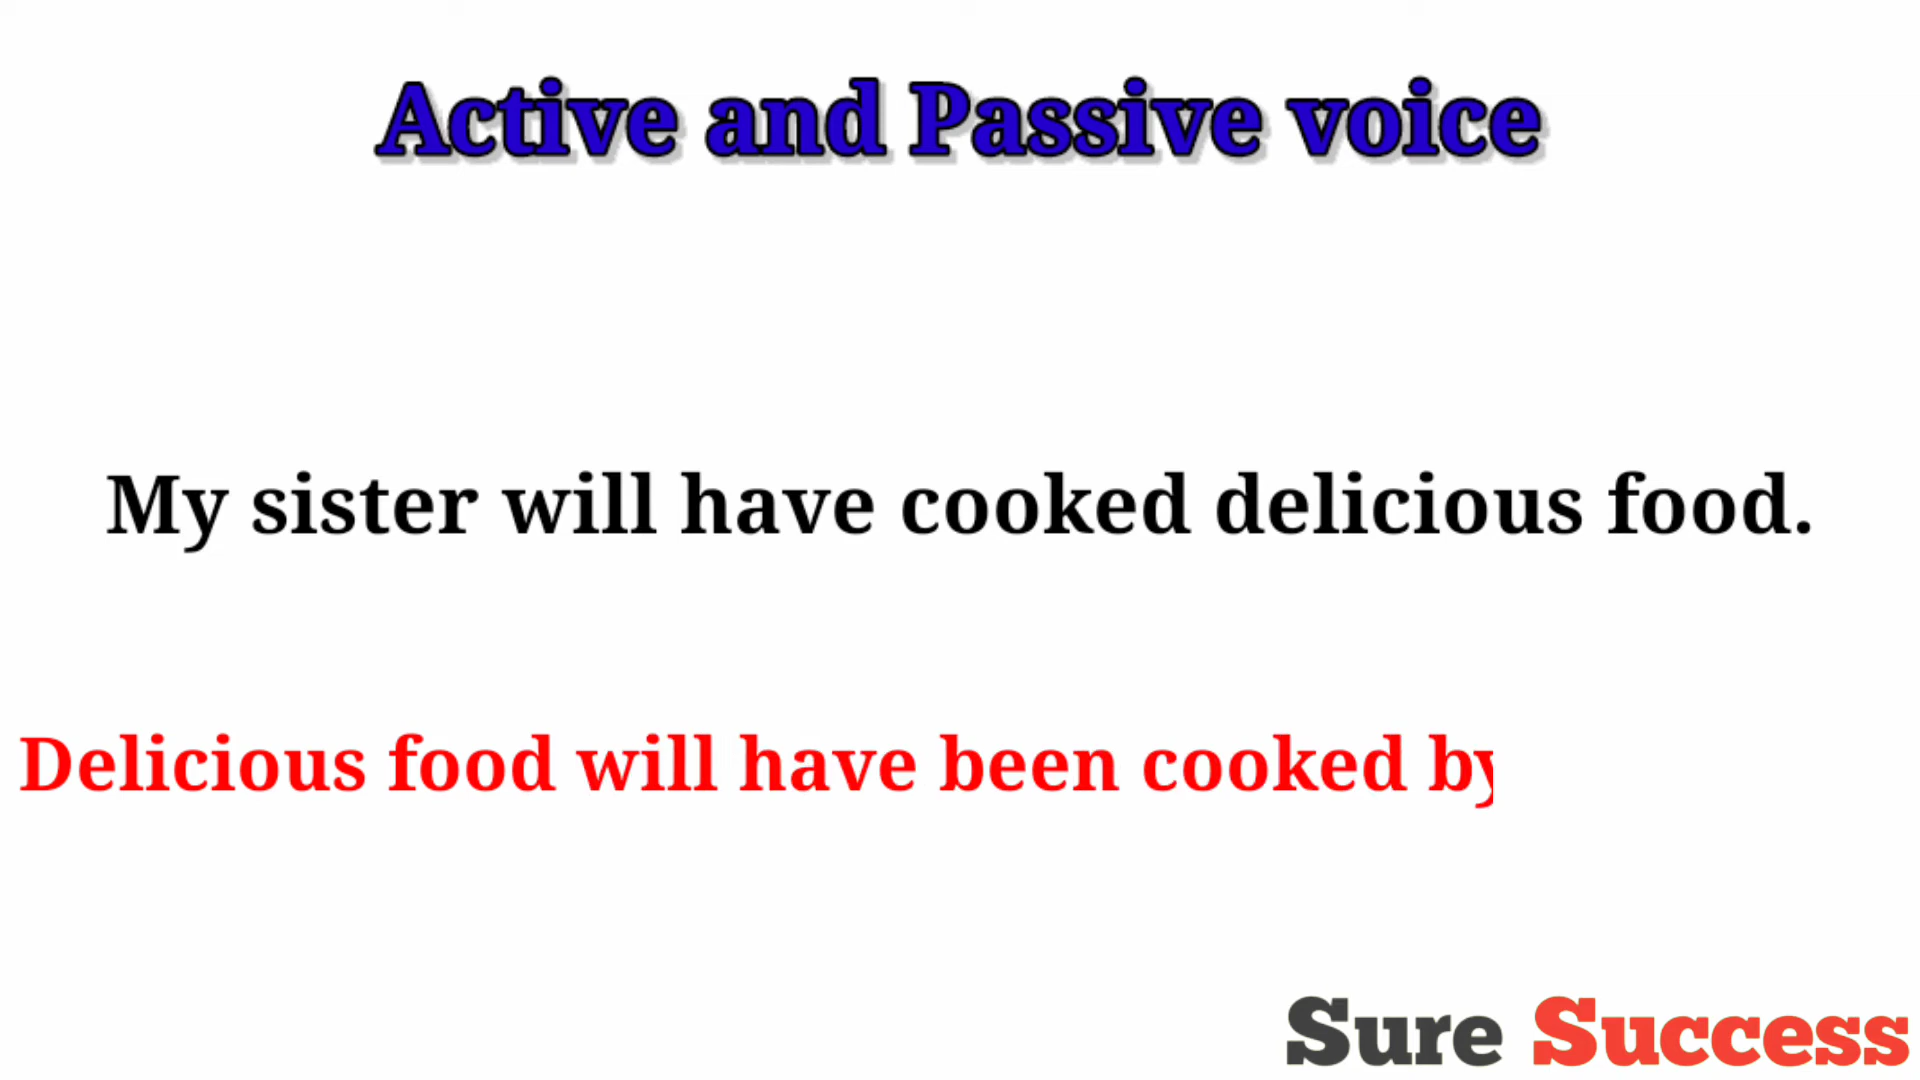 Active and Passive voice
My sister will have cooked delicious food.
Delicious food will have been cooked by
Sure Success